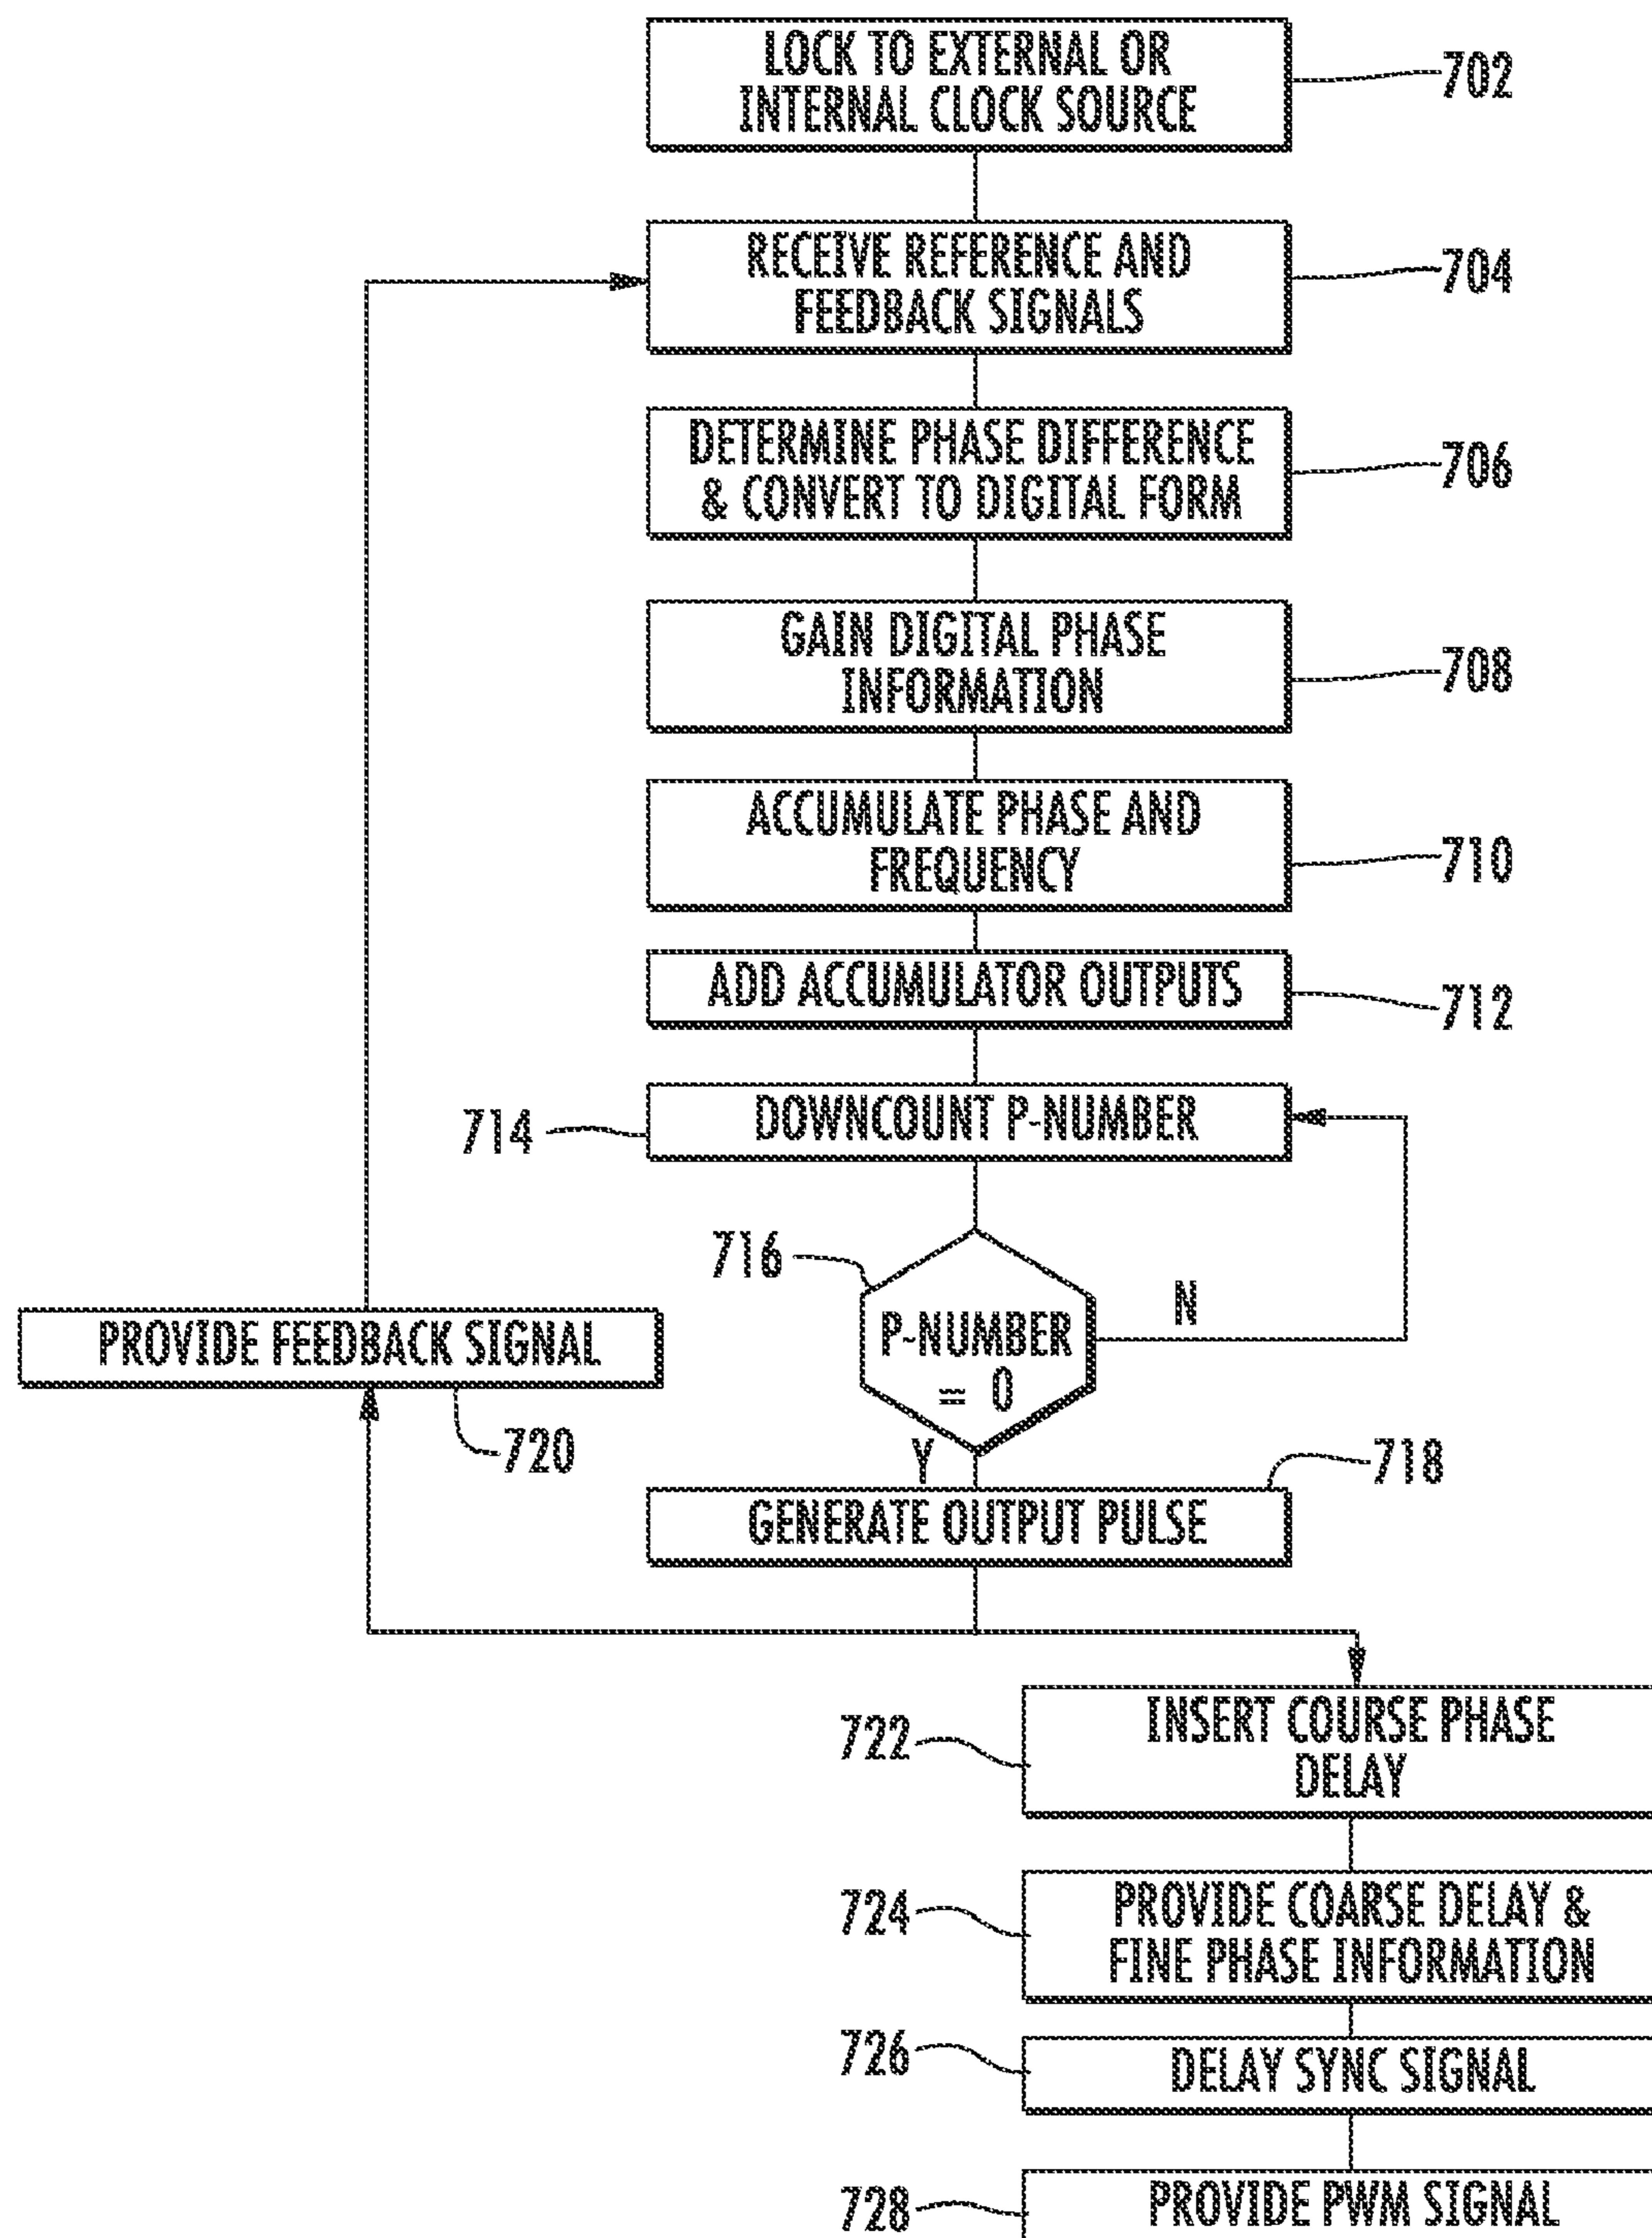 LOCK TO EXTERNAL OR
INTERNAL CLOCK SOURCE
702
RECEIVE REFERENCE AND
FEEDBACK SIGNALS
704
DETERMINE PHASE DIFFERENCE
& CONVERT TO DIGITAL FORM
706
GAIN DIGITAL PHASE
INFORMATION
708
ACCUMULATE PHASE AND
FREQUENCY
710
ADD ACCUMULATOR OUTPUTS
712
714
DOWNCOUNT P-NUMBER
716
P-NUMBER
= 0
N
Y
PROVIDE FEEDBACK SIGNAL
720
718
GENERATE OUTPUT PULSE
722
INSERT COURSE PHASE
DELAY
724
PROVIDE COARSE DELAY &
FINE PHASE INFORMATION
726
DELAY SYNC SIGNAL
728
PROVIDE PWM SIGNAL